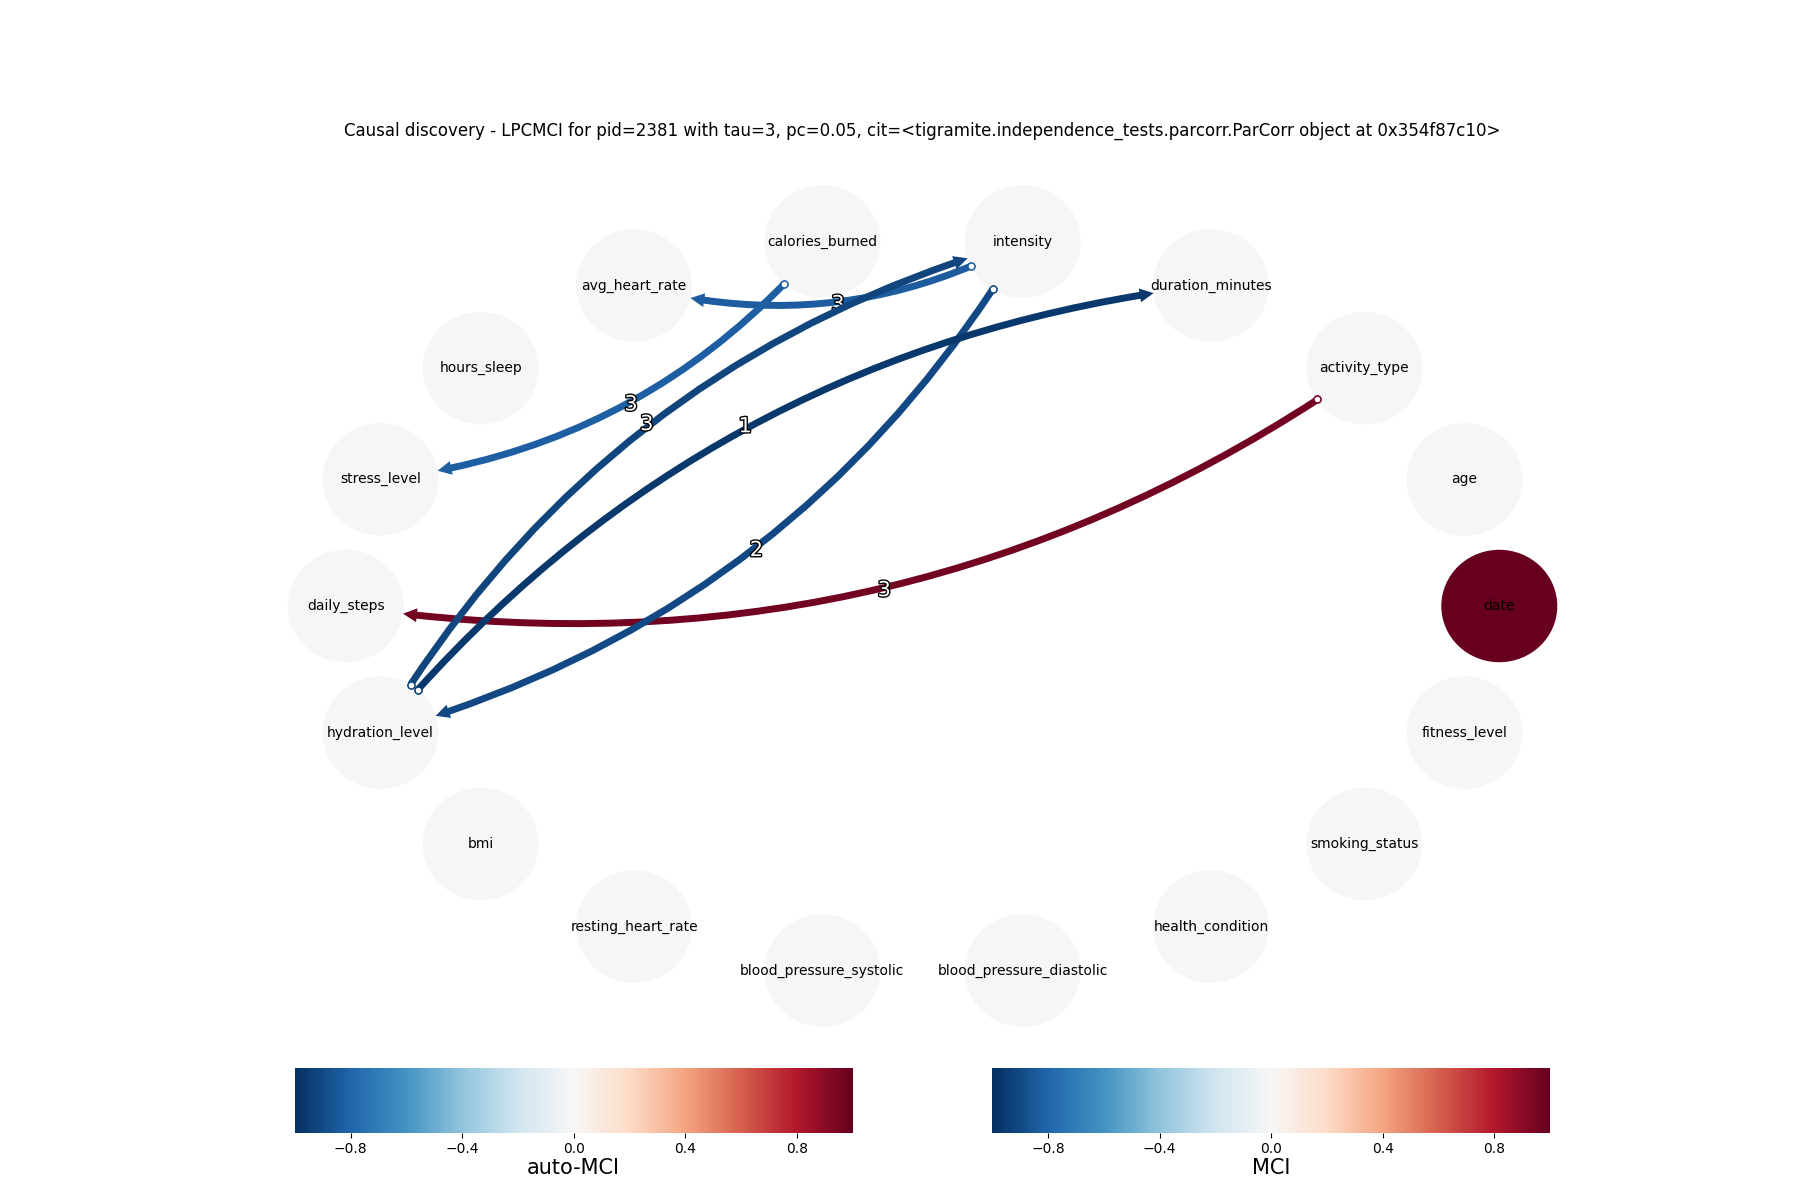 Causal discovery - LPCMCI for pid=2381 with tau=3, pc=0.05, cit=<tigramite.independence_tests.parcorr.ParCorr object at 0x354f87c10>
calories_burned
intensity
avg_heart_rate
duration_minutes
3
hours_sleep
activity_type
3
3
1
stress_level
age
2
3
daily_steps
date
hydration_level
fitness_level
bmi
smoking_status
resting_heart_rate
health_condition
blood_pressure_systolic
blood_pressure_diastolic
−0.8 −0.4 0.0 0.4 0.8
auto-MCI
−0.8 −0.4 0.0 0.4 0.8
MCI